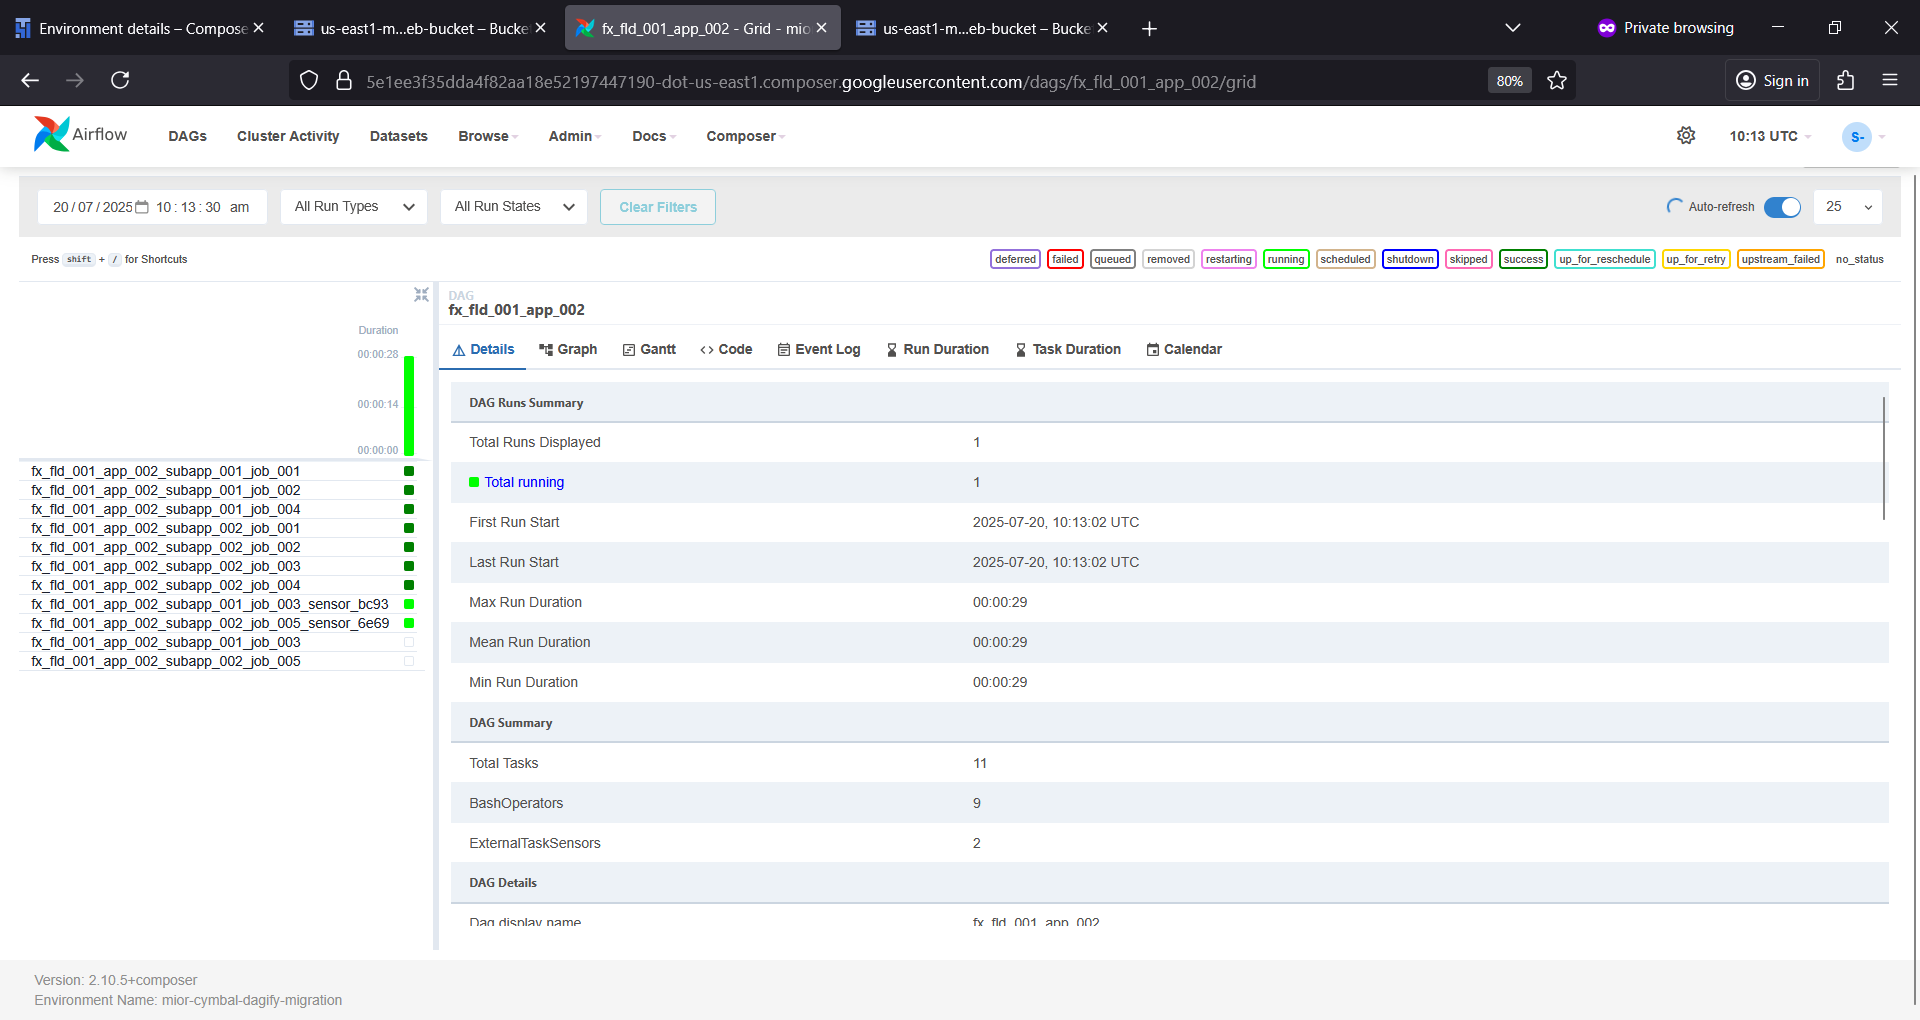 Environment details – Compose
us-east1-m...eb-bucket – Bucke
fx_fld_001_app_002 - Grid - mio
us-east1-m...eb-bucket – Bucke
Private browsing
5e1ee3f35dda4f82aa18e52197447190-dot-us-east1.composer.googleusercontent.com/dags/fx_fld_001_app_002/grid
80%
Sign in
Airflow
DAGs
Cluster Activity
Datasets
Browse
Admin
Docs
Composer
10:13 UTC
S-
20/07/2025 10:13:30 am
All Run Types
All Run States
Clear Filters
Auto-refresh
25
Press shift + / for Shortcuts
deferred
failed
queued
removed
restarting
running
scheduled
shutdown
skipped
success
up_for_reschedule
up_for_retry
upstream_failed
no_status
Duration
00:00:28
00:00:14
00:00:00
fx_fld_001_app_002_subapp_001_job_001
fx_fld_001_app_002_subapp_001_job_002
fx_fld_001_app_002_subapp_001_job_004
fx_fld_001_app_002_subapp_002_job_001
fx_fld_001_app_002_subapp_002_job_002
fx_fld_001_app_002_subapp_002_job_003
fx_fld_001_app_002_subapp_002_job_004
fx_fld_001_app_002_subapp_001_job_003_sensor_bc93
fx_fld_001_app_002_subapp_002_job_005_sensor_6e69
fx_fld_001_app_002_subapp_001_job_003
fx_fld_001_app_002_subapp_002_job_005
DAG
fx_fld_001_app_002
Details
Graph
Gantt
Code
Event Log
Run Duration
Task Duration
Calendar
DAG Runs Summary
Total Runs Displayed 1
Total running 1
First Run Start 2025-07-20, 10:13:02 UTC
Last Run Start 2025-07-20, 10:13:02 UTC
Max Run Duration 00:00:29
Mean Run Duration 00:00:29
Min Run Duration 00:00:29
DAG Summary
Total Tasks 11
BashOperators 9
ExternalTaskSensors 2
DAG Details
Dag display name fx_fld_001_app_002
Version: 2.10.5+composer
Environment Name: mior-cymbal-dagify-migration